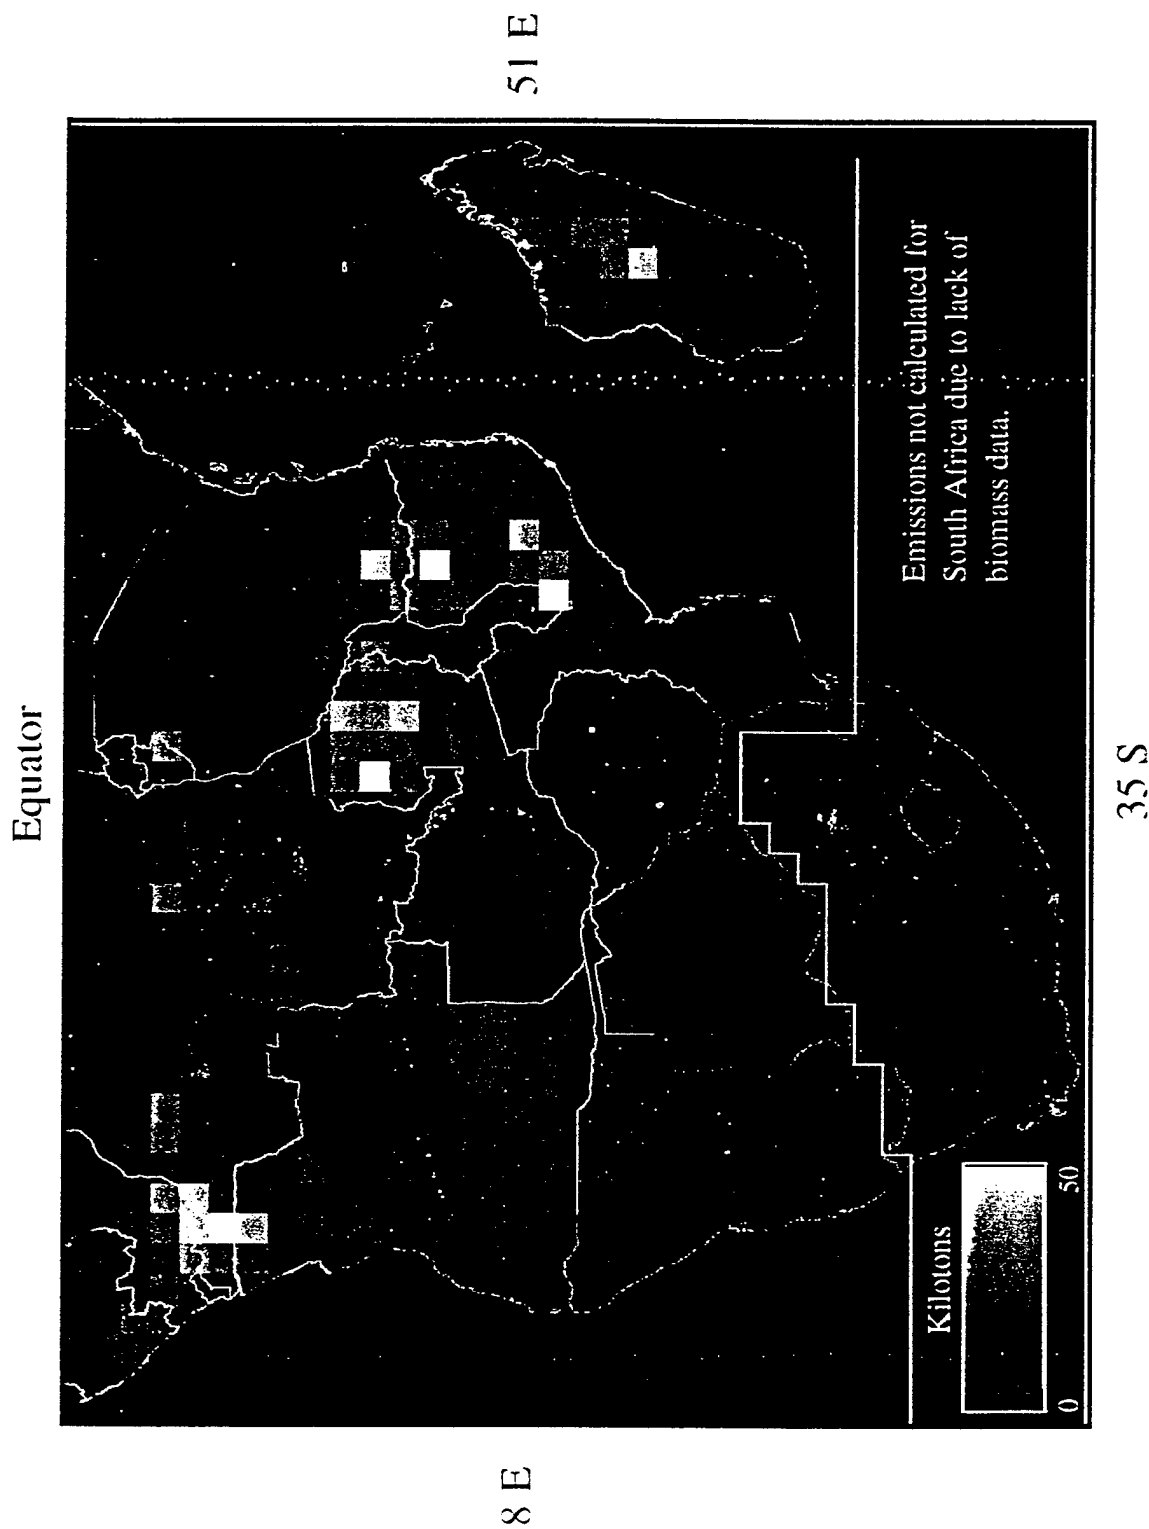 Equator
51 E
8 E
35 S
Emissions not calculated for
South Africa due to lack of
biomass data.
Kilotons
0
50